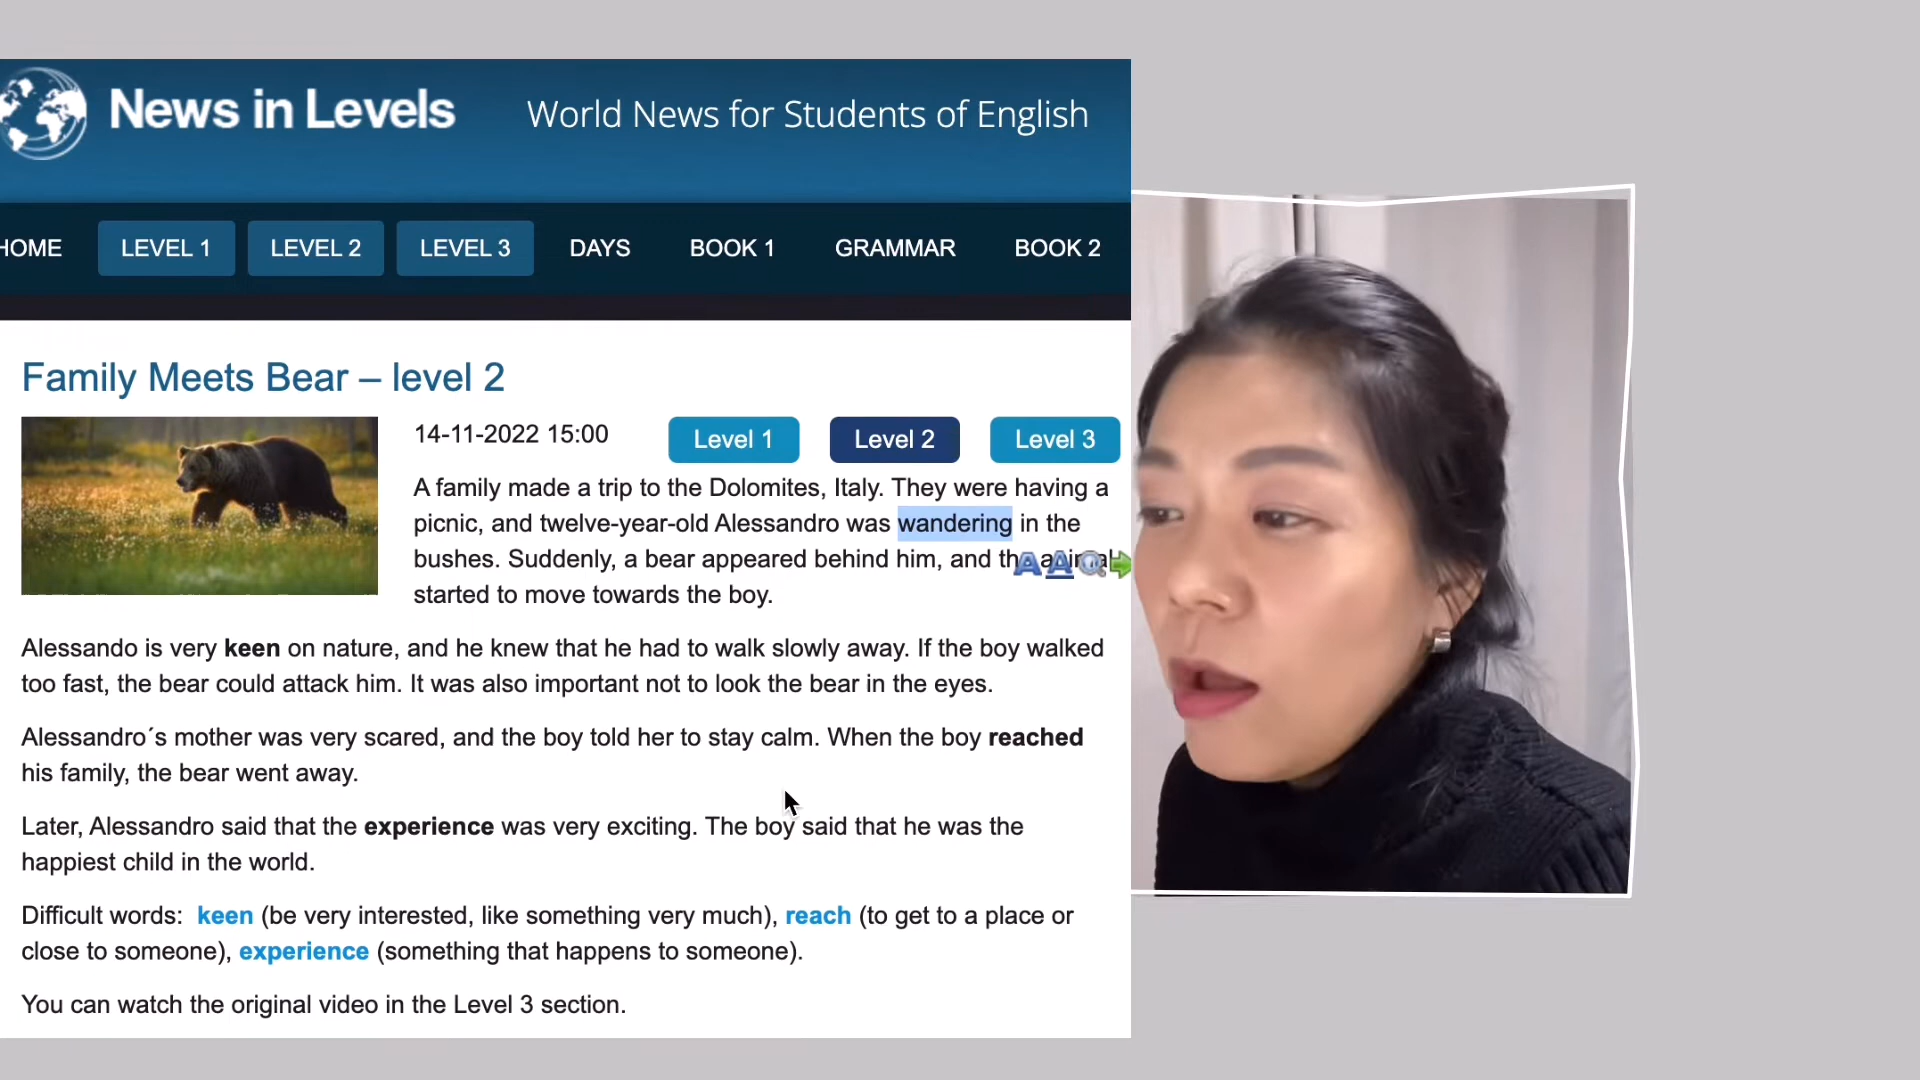 News in Levels
World News for Students of English
HOME LEVEL 1 LEVEL 2 LEVEL 3 DAYS BOOK 1 GRAMMAR BOOK 2
Family Meets Bear – level 2
14-11-2022 15:00
Level 1 Level 2 Level 3
A family made a trip to the Dolomites, Italy. They were having a
picnic, and twelve-year-old Alessandro was wandering in the
bushes. Suddenly, a bear appeared behind him, and the animal
started to move towards the boy.
Alessando is very keen on nature, and he knew that he had to walk slowly away. If the boy walked
too fast, the bear could attack him. It was also important not to look the bear in the eyes.
Alessandro´s mother was very scared, and the boy told her to stay calm. When the boy reached
his family, the bear went away.
Later, Alessandro said that the experience was very exciting. The boy said that he was the
happiest child in the world.
Difficult words: keen (be very interested, like something very much), reach (to get to a place or
close to someone), experience (something that happens to someone).
You can watch the original video in the Level 3 section.